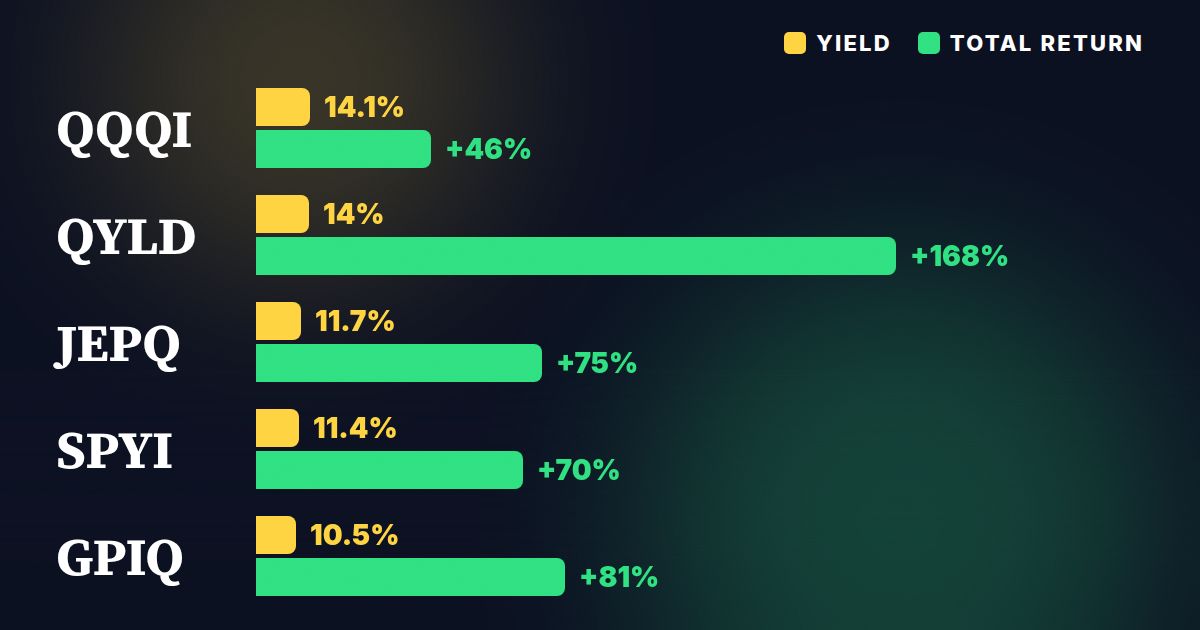 YIELD TOTAL RETURN
QQQI
14.1%
+46%
QYLD
14%
+168%
JEPQ
11.7%
+75%
SPYI
11.4%
+70%
GPIQ
10.5%
+81%